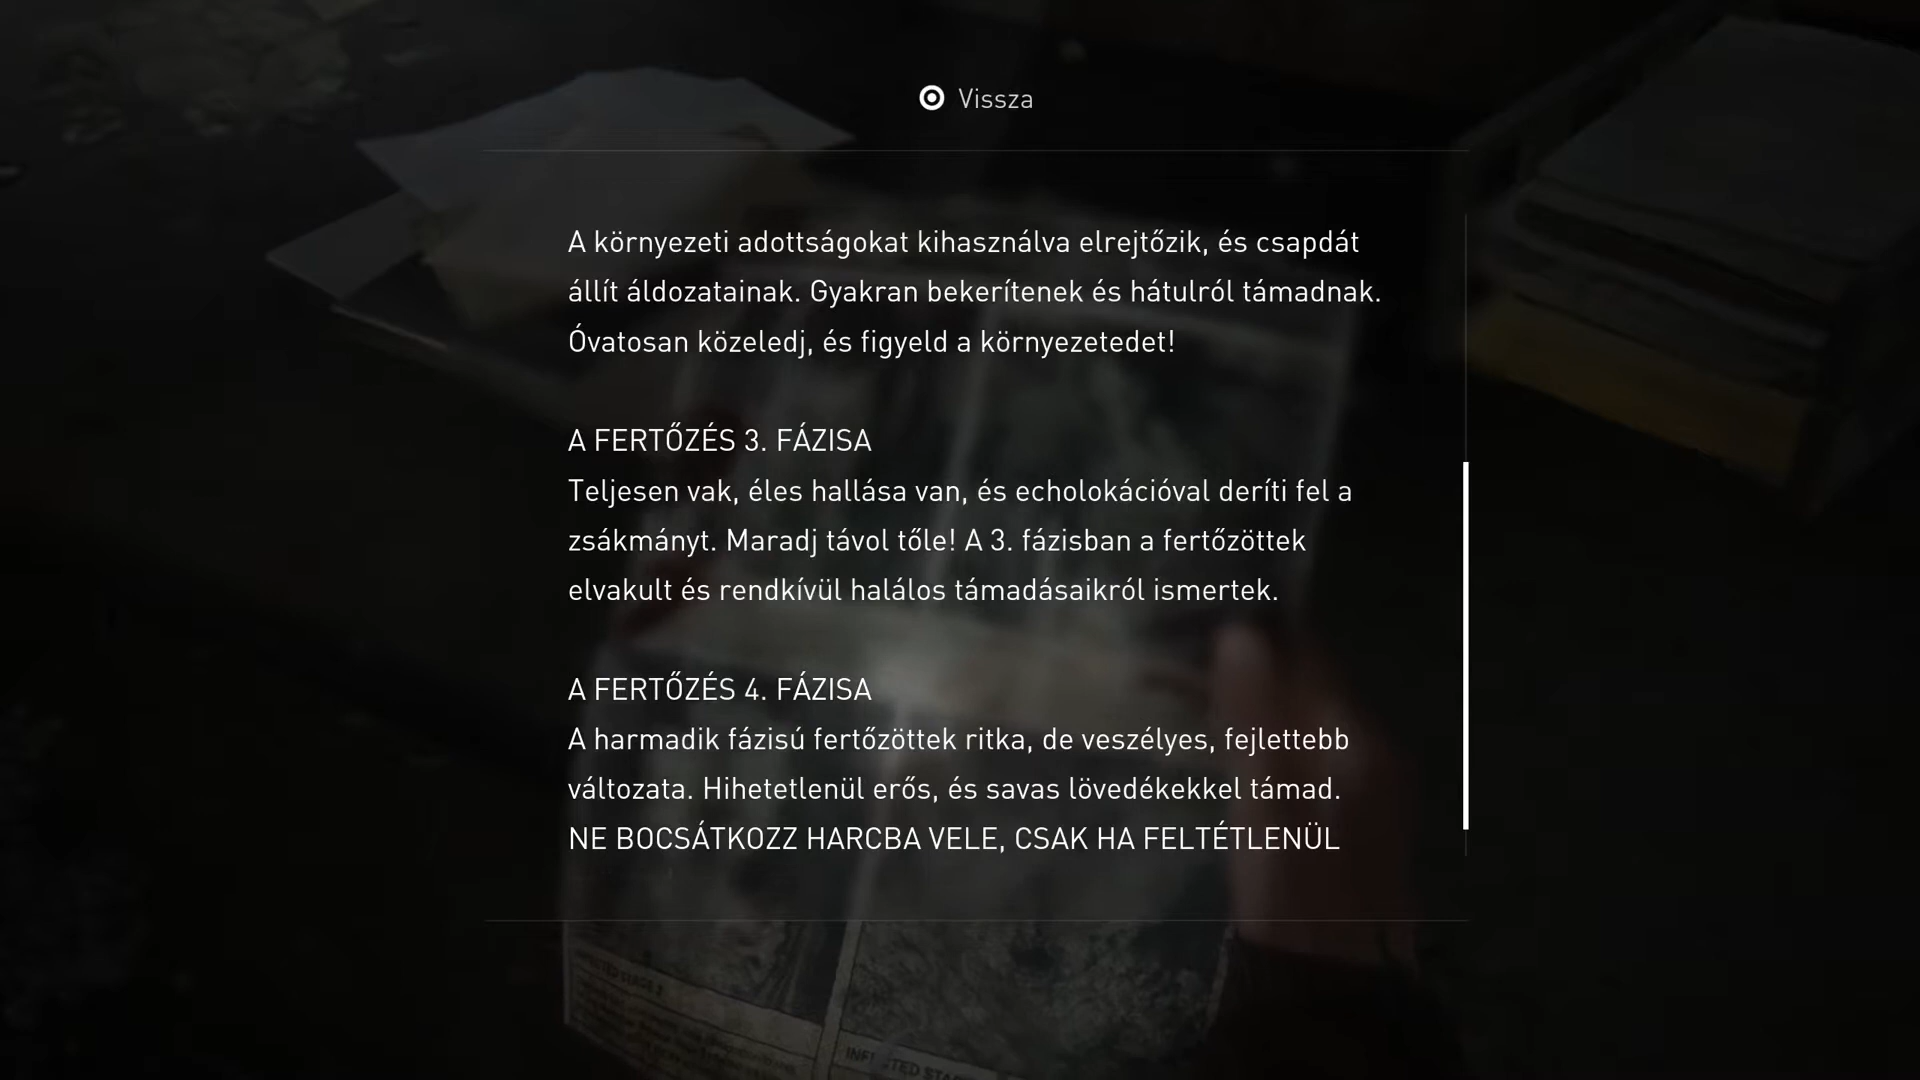 Vissza
A környezeti adottságokat kihasználva elrejtőzik, és csapdát
állít áldozatainak. Gyakran bekerítenek és hátulról támadnak.
Óvatosan közeledj, és figyeld a környezetedet!
A FERTŐZÉS 3. FÁZISA
Teljesen vak, éles hallása van, és echolokációval deríti fel a
zsákmányt. Maradj távol tőle! A 3. fázisban a fertőzöttek
elvakult és rendkívül halálos támadásaikról ismertek.
A FERTŐZÉS 4. FÁZISA
A harmadik fázisú fertőzöttek ritka, de veszélyes, fejlettebb
változata. Hihetetlenül erős, és savas lövedékekkel támad.
NE BOCSÁTKOZZ HARCBA VELE, CSAK HA FELTÉTLENÜL